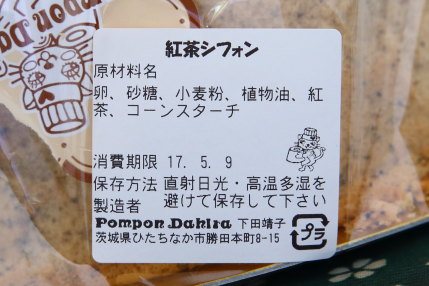 紅茶シフォン
原材料名
卵、砂糖、小麦粉、植物油、紅
茶、コーンスターチ
消費期限 17. 5. 9
保存方法 直射日光・高温多湿を
避けて保存して下さい
製造者
Pompon Dahlra 下田靖子
茨城県ひたちなか市勝田本町8-15
プラ